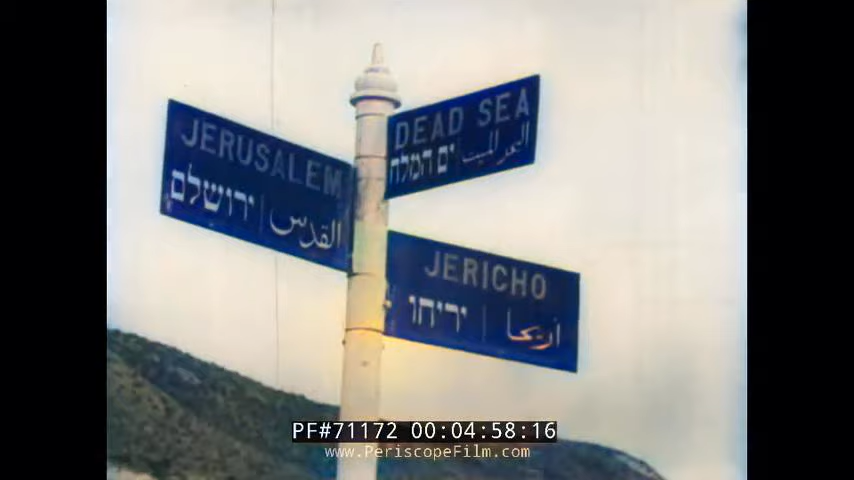 JERUSALEM
ירושלם | القدس
DEAD SEA
ים המלח | البحر الميت
JERICHO
יריחו | اريحا
PF#71172 00:04:58:16
www.PeriscopeFilm.com